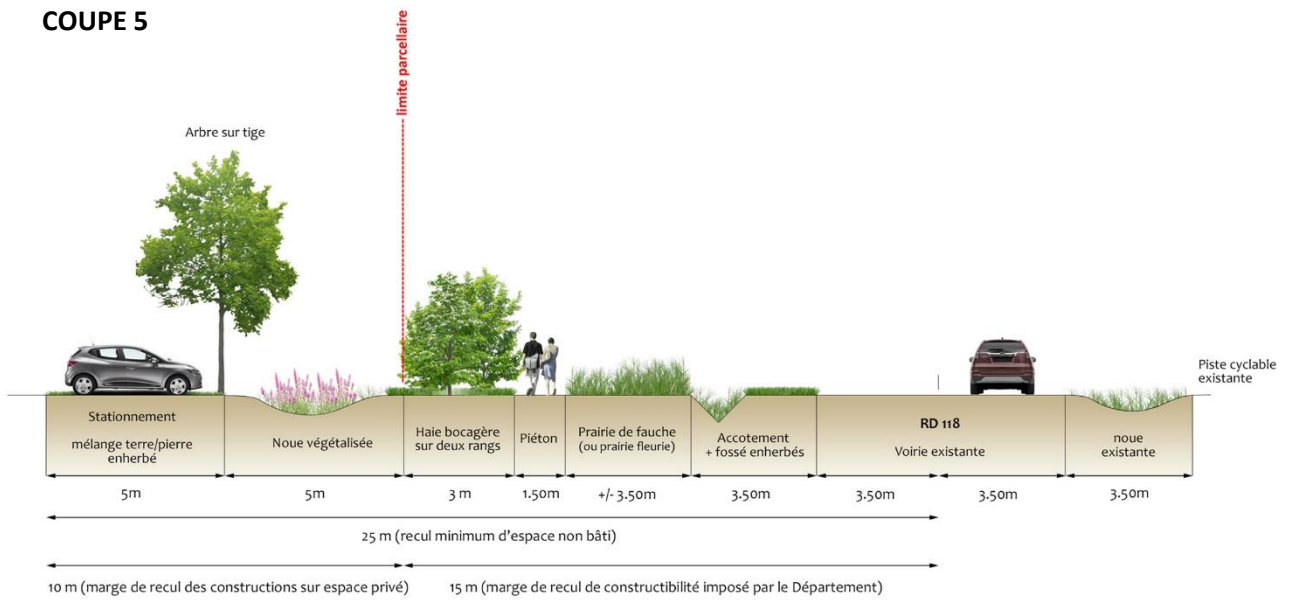 COUPE 5
limite parcellaire
Arbre sur tige
Piste cyclable
existante
Stationnement
mélange terre/pierre
enherbé
Noue végétalisée
Haie bocagère
sur deux rangs
Piéton
Prairie de fauche
(ou prairie fleurie)
Accotement
+ fossé enherbés
RD 118
Voirie existante
noue
existante
5m
5m
3 m
1.50m
+/- 3.50m
3.50m
3.50m
3.50m
3.50m
25 m (recul minimum d'espace non bâti)
10 m (marge de recul des constructions sur espace privé)
15 m (marge de recul de constructibilité imposé par le Département)